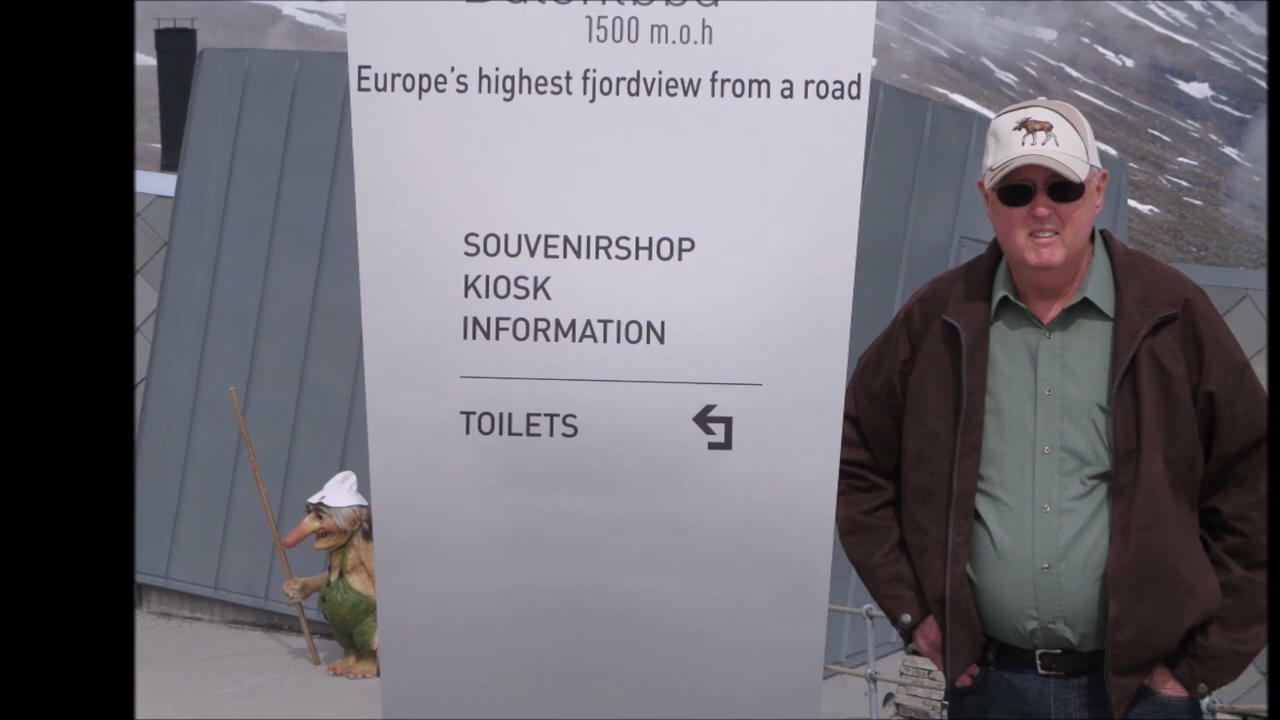 1500 m.o.h
Europe's highest fjordview from a road
SOUVENIRSHOP
KIOSK
INFORMATION
TOILETS